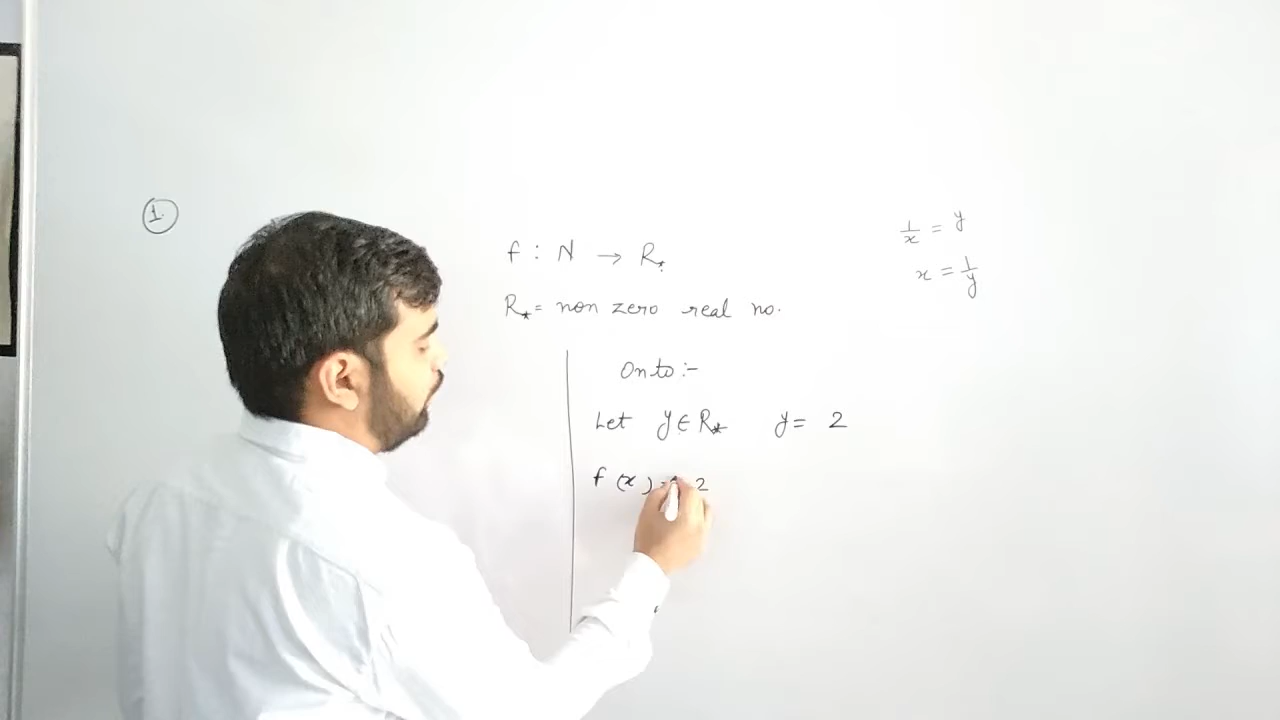 1.
f : N → R*
R* = non zero real no.
Onto :-
Let y ∈ R* y = 2
f (x) = 2
1/x = y
x = 1/y